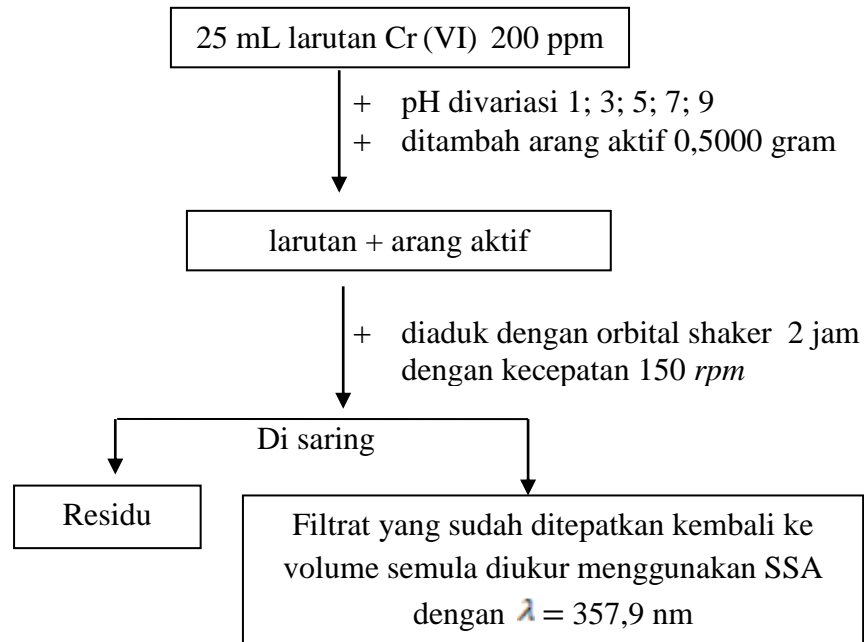 25 mL larutan Cr (VI) 200 ppm
+ pH divariasi 1; 3; 5; 7; 9
+ ditambah arang aktif 0,5000 gram
larutan + arang aktif
+ diaduk dengan orbital shaker 2 jam
dengan kecepatan 150 rpm
Di saring
Residu
Filtrat yang sudah ditepatkan kembali ke
volume semula diukur menggunakan SSA
dengan λ = 357,9 nm